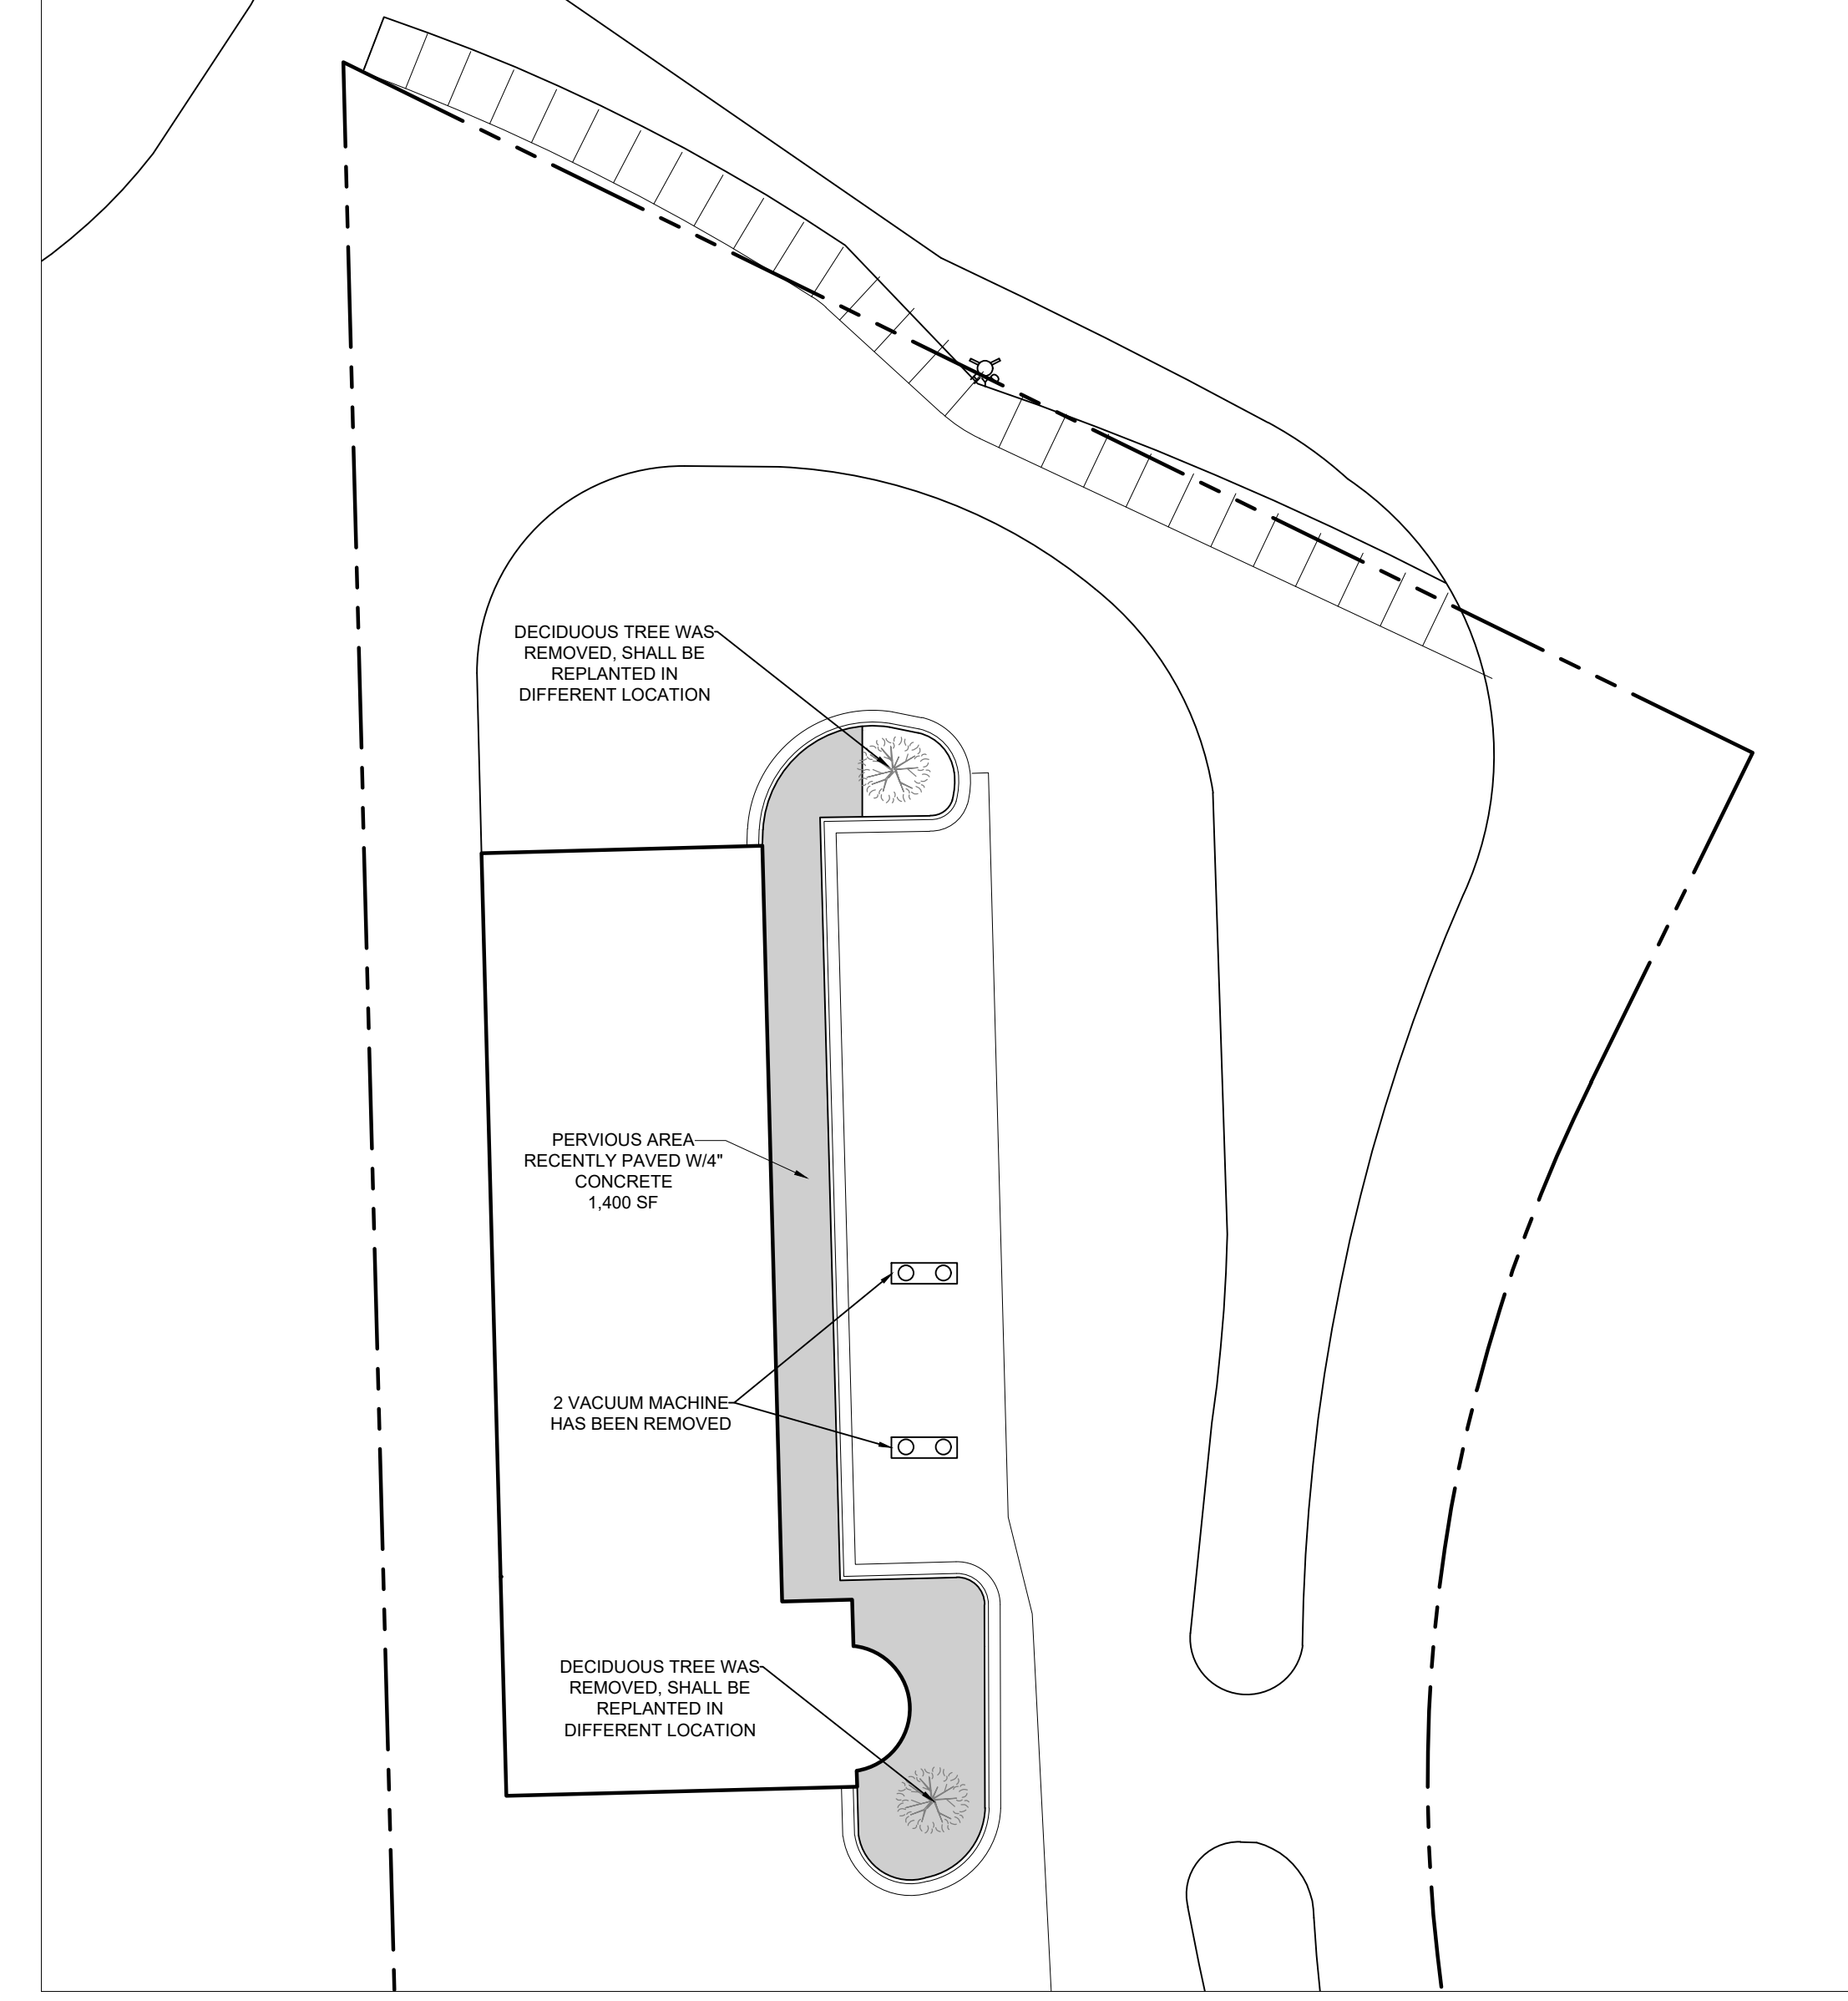 DECIDUOUS TREE WAS
REMOVED, SHALL BE
REPLANTED IN
DIFFERENT LOCATION
PERVIOUS AREA
RECENTLY PAVED W/4"
CONCRETE
1,400 SF
2 VACUUM MACHINE
HAS BEEN REMOVED
DECIDUOUS TREE WAS
REMOVED, SHALL BE
REPLANTED IN
DIFFERENT LOCATION